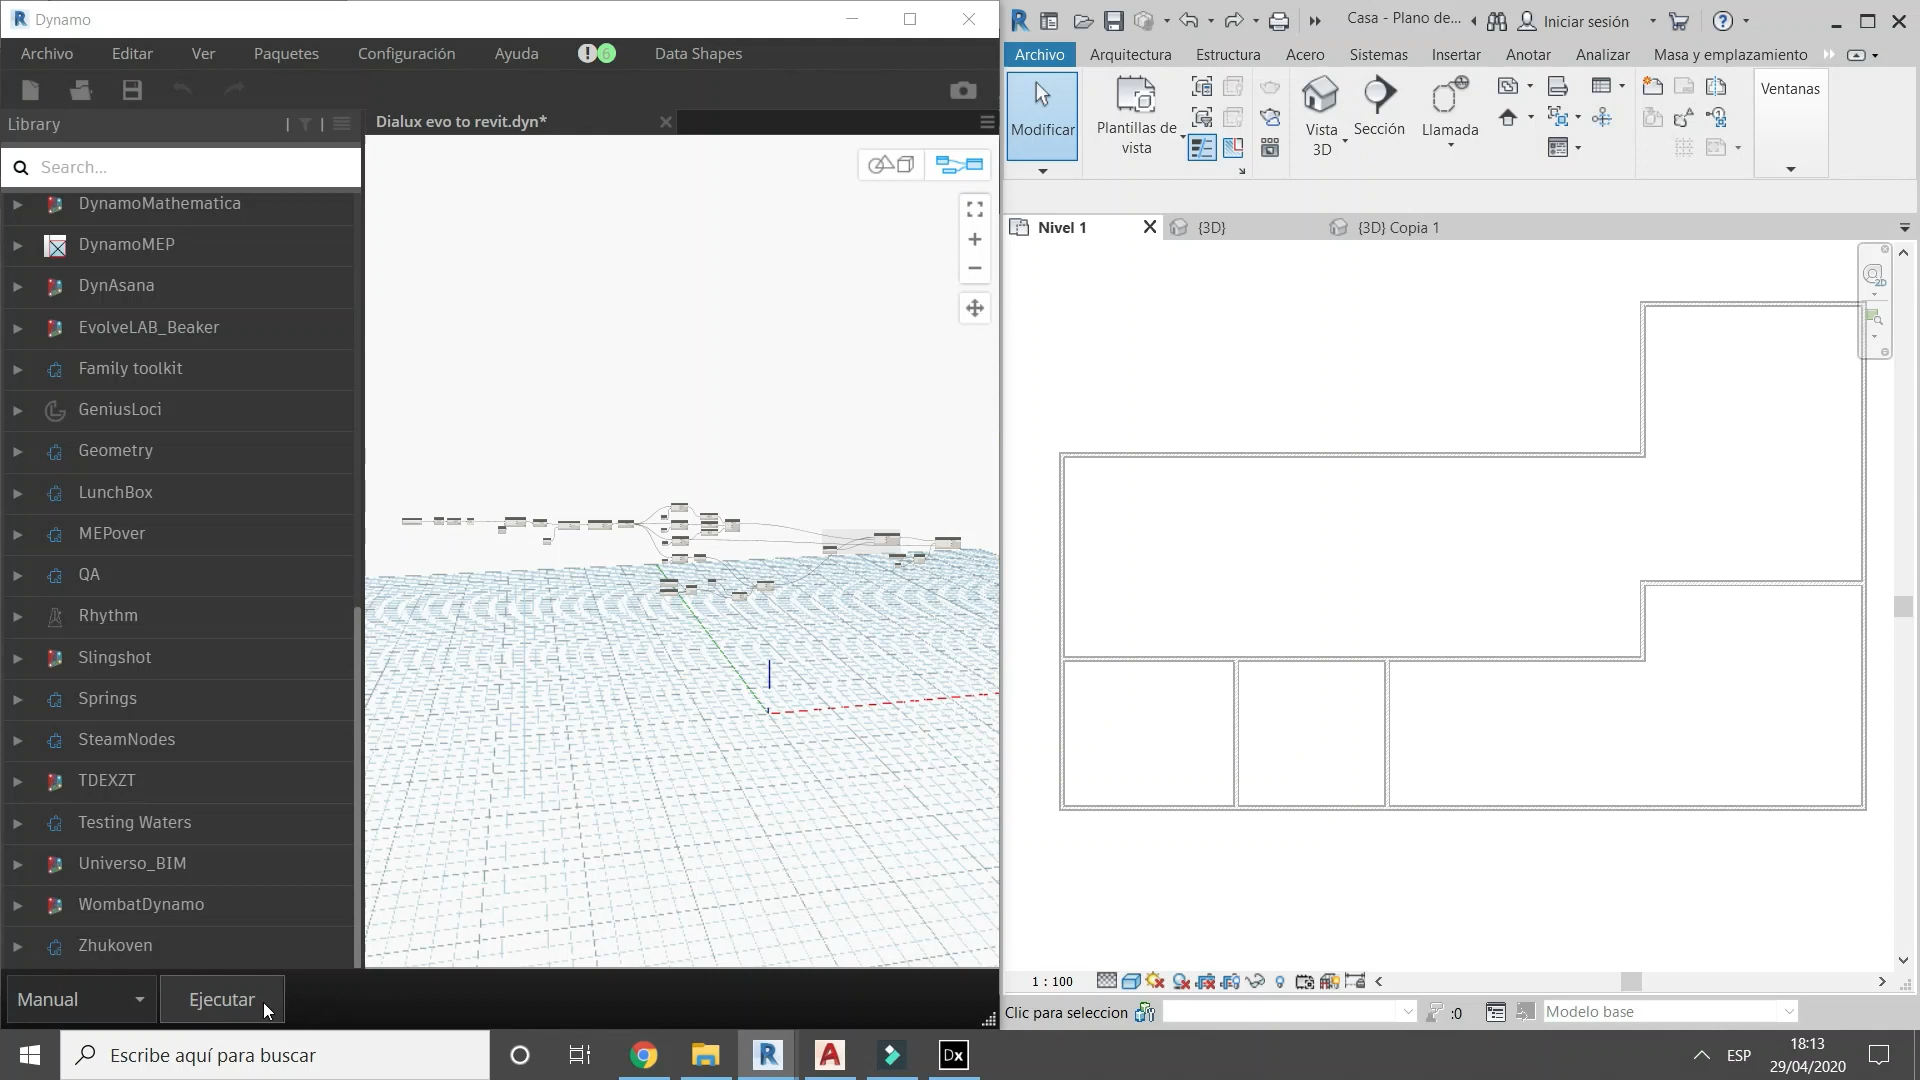 Dynamo
Archivo Editar Ver Paquetes Configuración Ayuda ! 6 Data Shapes
Library
Search...
DynamoMathematica
DynamoMEP
DynAsana
EvolveLAB_Beaker
Family toolkit
GeniusLoci
Geometry
LunchBox
MEPover
QA
Rhythm
Slingshot
Springs
SteamNodes
TDEXZT
Testing Waters
Universo_BIM
WombatDynamo
Zhukoven
Manual
Ejecutar
Dialux evo to revit.dyn*
Casa - Plano de...
Iniciar sesión
Archivo Arquitectura Estructura Acero Sistemas Insertar Anotar Analizar Masa y emplazamiento
Modificar
Plantillas de
vista
Vista
3D
Sección
Llamada
Ventanas
Nivel 1
{3D}
{3D} Copia 1
2D
1 : 100
Clic para seleccion
:0
Modelo base
Escribe aquí para buscar
Dx
ESP
18:13
29/04/2020